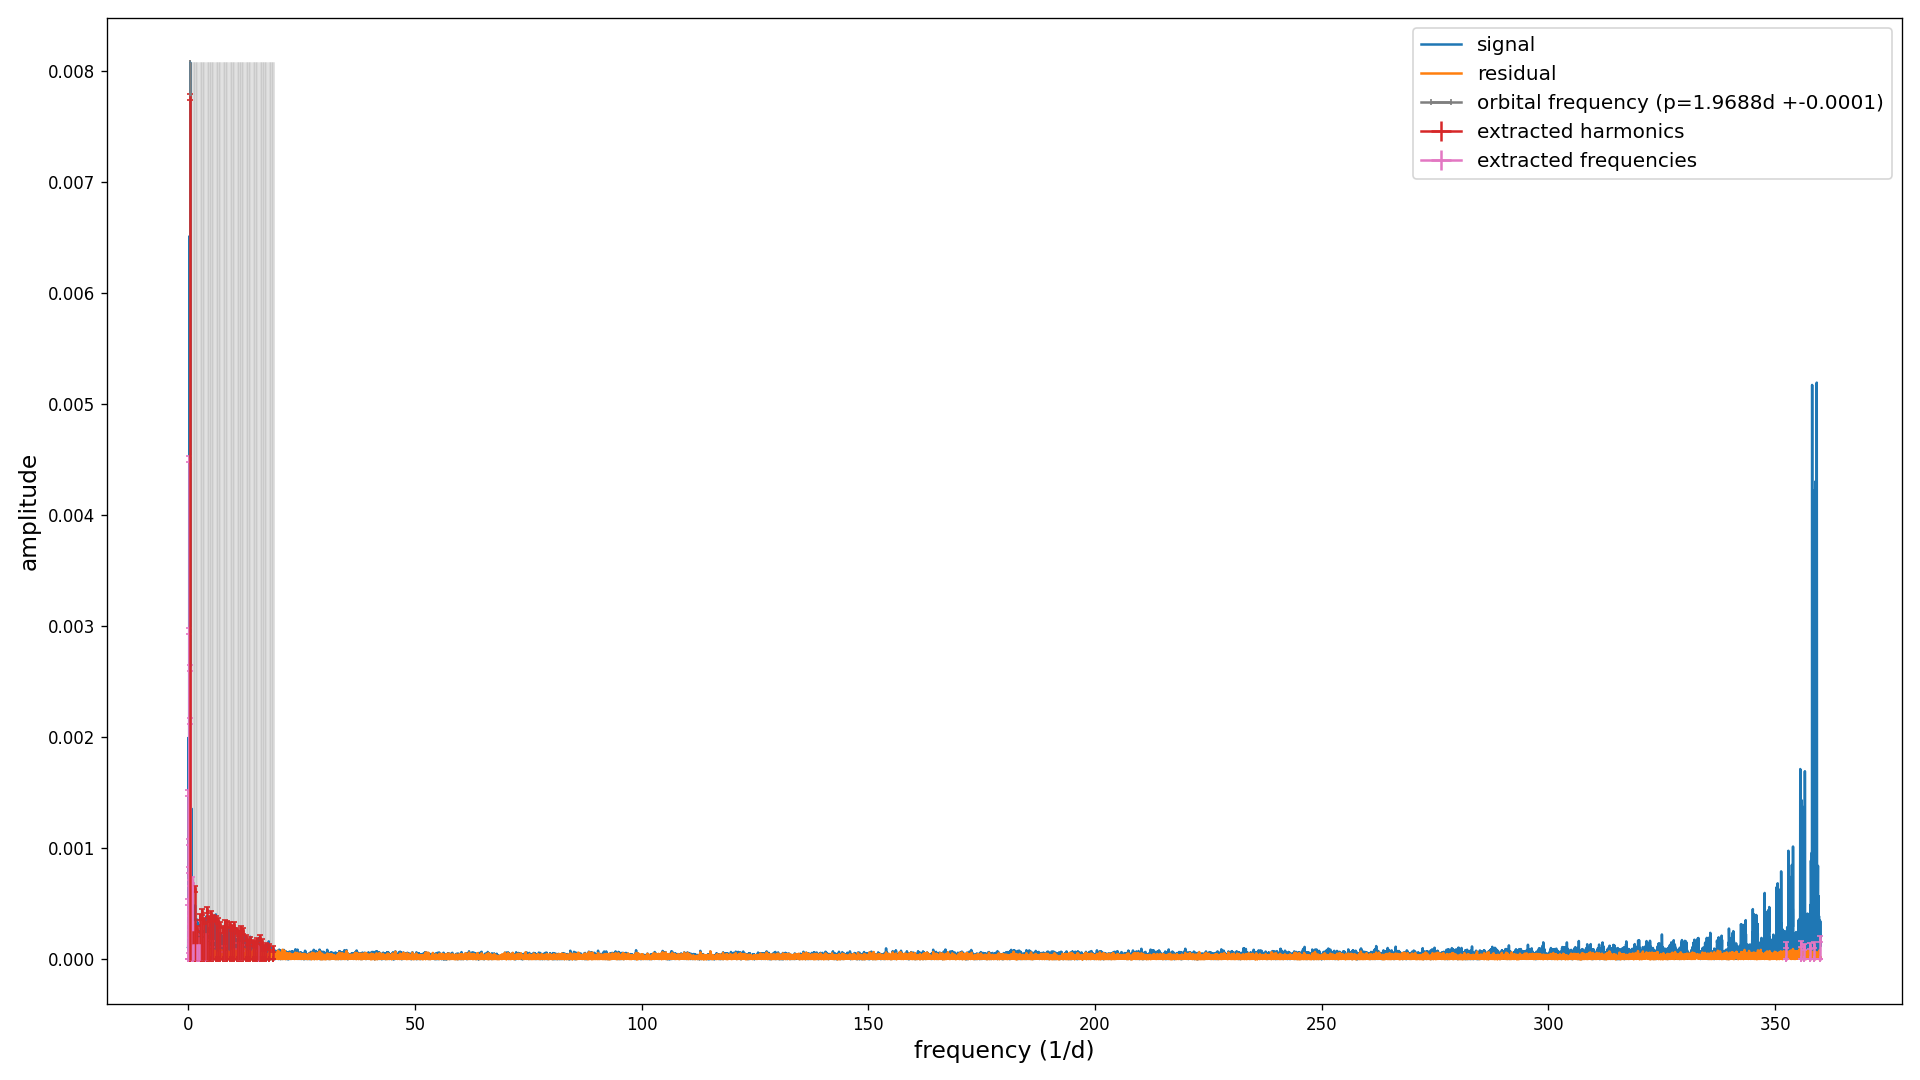 signal
residual
orbital frequency (p=1.9688d +-0.0001)
extracted harmonics
extracted frequencies
0.008
0.007
0.006
0.005
0.004
0.003
0.002
0.001
0.000
amplitude
0 50 100 150 200 250 300 350
frequency (1/d)